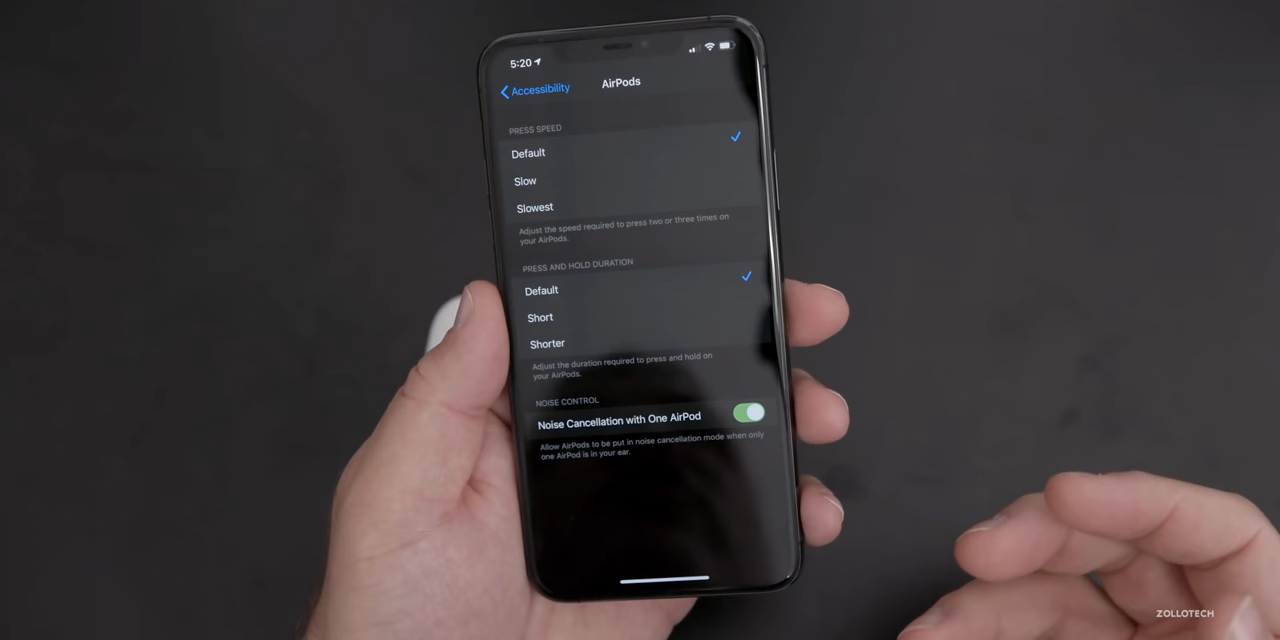 5:20
Accessibility
AirPods
PRESS SPEED
Default
Slow
Slowest
Adjust the speed required to press two or three times on
your AirPods.
PRESS AND HOLD DURATION
Default
Short
Shorter
Adjust the duration required to press and hold on
your AirPods.
NOISE CONTROL
Noise Cancellation with One AirPod
Allow AirPods to be put in noise cancellation mode when only
one AirPod is in your ear.
ZOLLOTECH